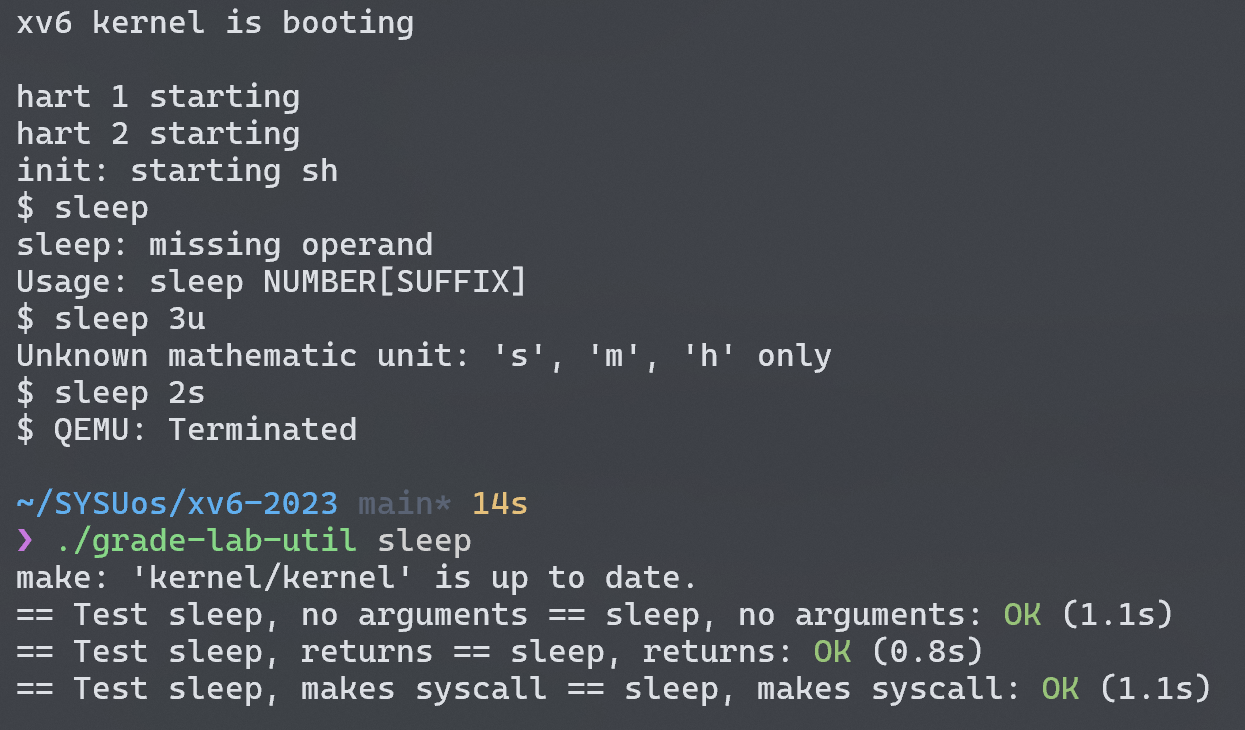 xv6 kernel is booting
hart 1 starting
hart 2 starting
init: starting sh
$ sleep
sleep: missing operand
Usage: sleep NUMBER[SUFFIX]
$ sleep 3u
Unknown mathematic unit: 's', 'm', 'h' only
$ sleep 2s
$ QEMU: Terminated
~/SYSUos/xv6-2023 main* 14s
❯ ./grade-lab-util sleep
make: 'kernel/kernel' is up to date.
== Test sleep, no arguments == sleep, no arguments: OK (1.1s)
== Test sleep, returns == sleep, returns: OK (0.8s)
== Test sleep, makes syscall == sleep, makes syscall: OK (1.1s)